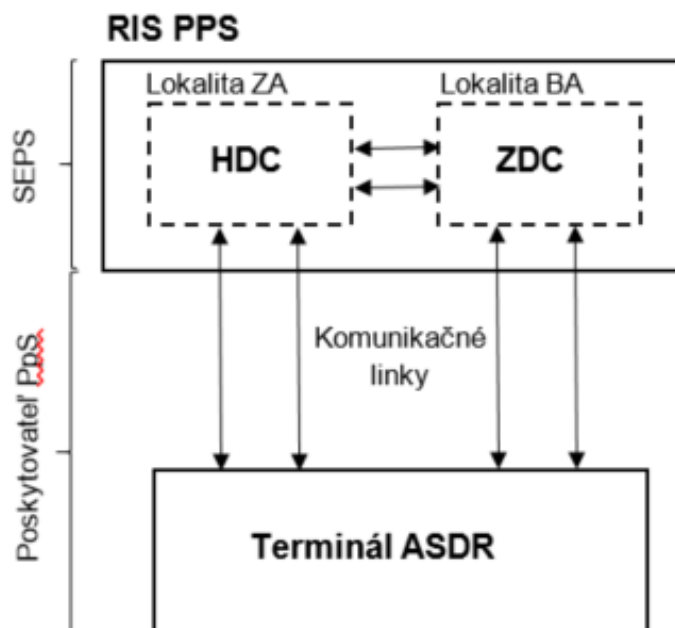 RIS PPS
Lokalita ZA
Lokalita BA
HDC
ZDC
SEPS
Komunikačné
linky
Poskytovateľ PpS
Terminál ASDR